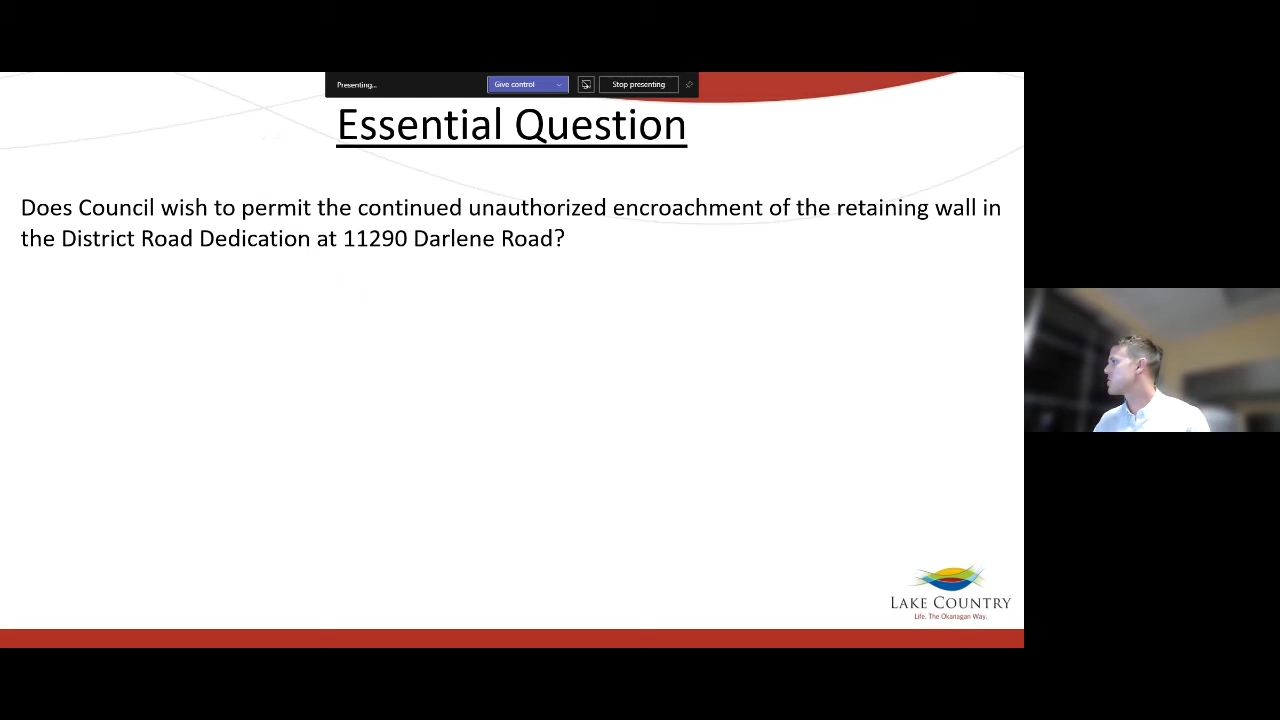 Presenting...
Give control
Stop presenting
Essential Question
Does Council wish to permit the continued unauthorized encroachment of the retaining wall in
the District Road Dedication at 11290 Darlene Road?
LAKE COUNTRY
Life. The Okanagan Way.